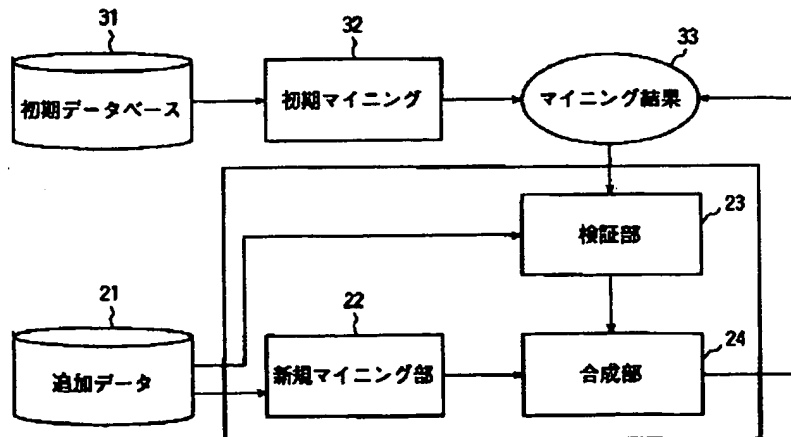 31
32
33
初期データベース
初期マイニング
マイニング結果
23
検証部
21
22
24
追加データ
新規マイニング部
合成部